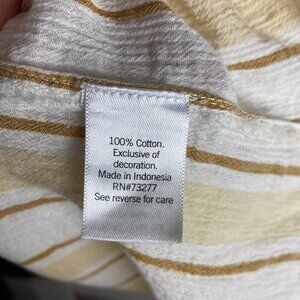 100% Cotton.
Exclusive of
decoration.
Made in Indonesia
RN#73277
See reverse for care